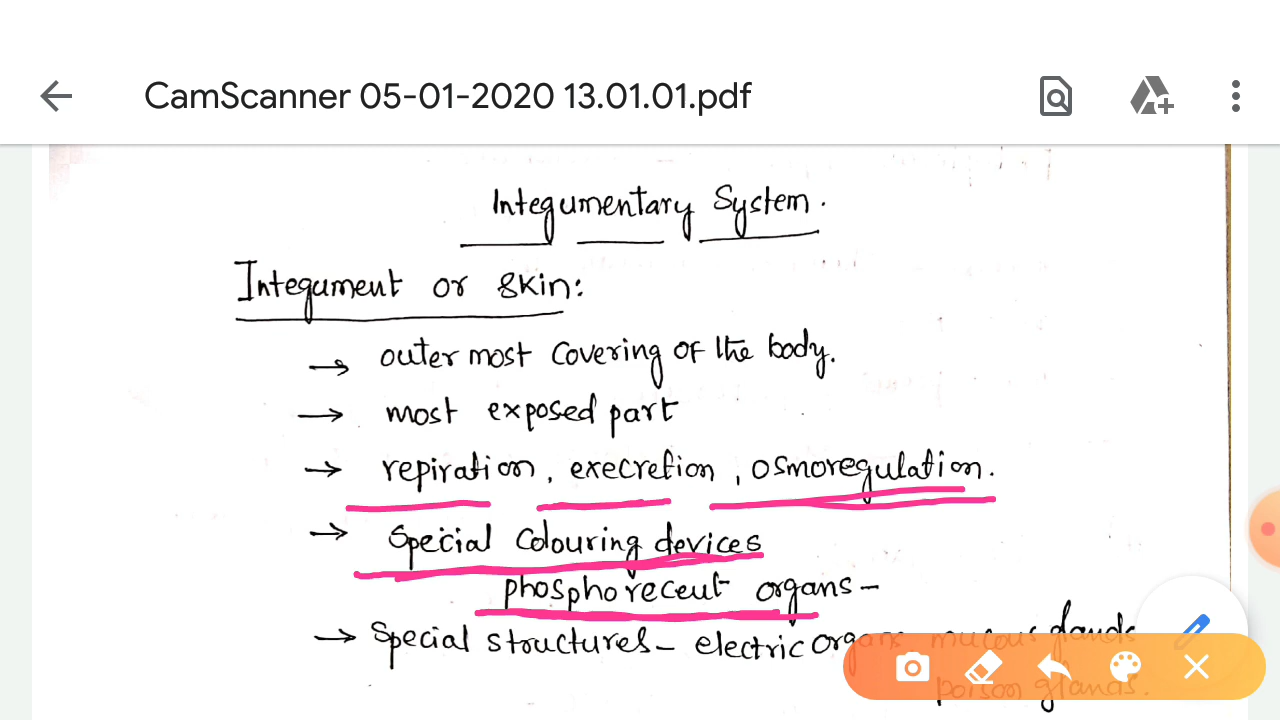 CamScanner 05-01-2020 13.01.01.pdf
Integumentary System.
Integument or skin:
→ outer most covering of the body.
→ most exposed part
→ repiration, execretion, osmoregulation.
→ special colouring devices
phosphorecent organs –
→ special structures – electric organs mucous glands
poison glands.